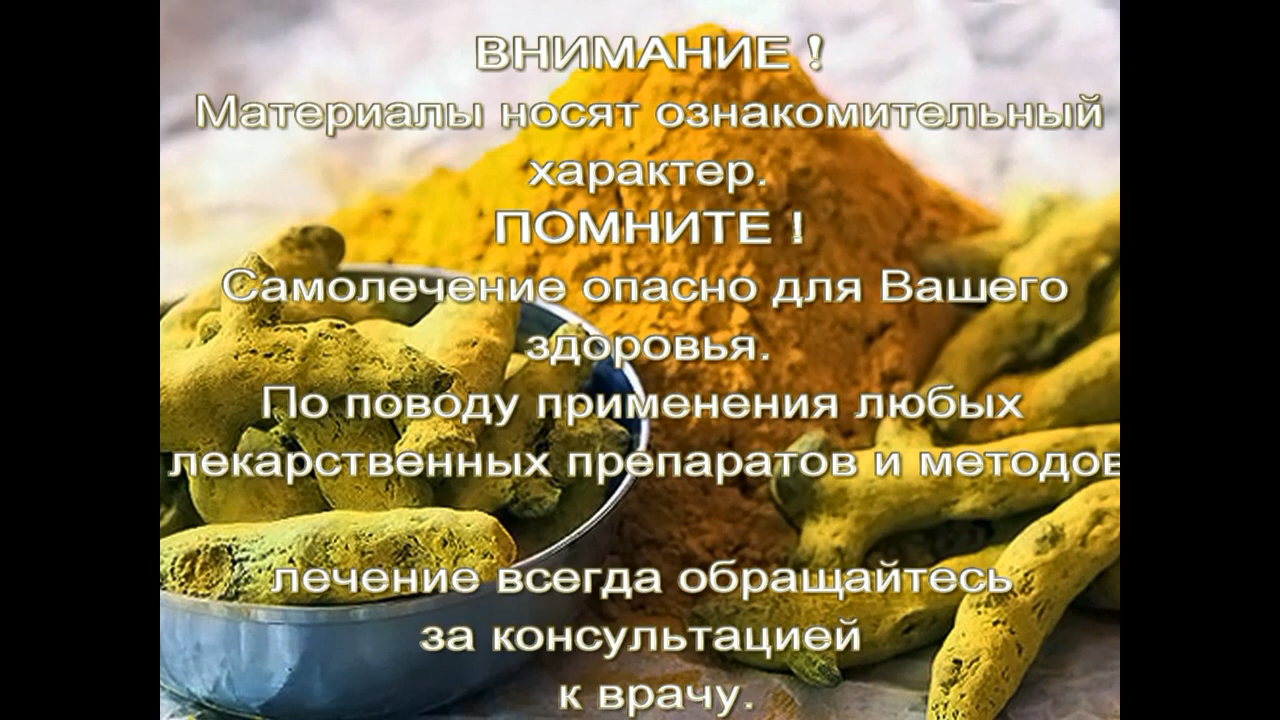 ВНИМАНИЕ !
Материалы носят ознакомительный
характер.
ПОМНИТЕ !
Самолечение опасно для Вашего
здоровья.
По поводу применения любых
лекарственных препаратов и методов
лечение всегда обращайтесь
за консультацией
к врачу.